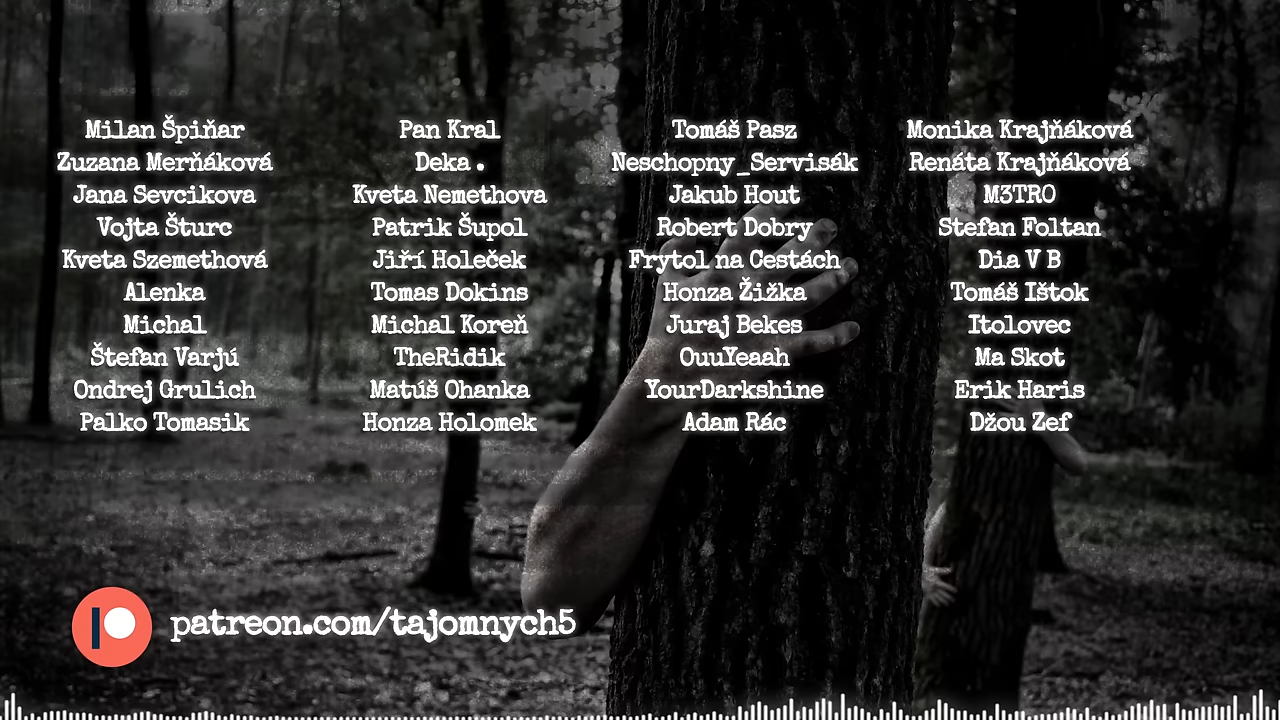 Milan Špiňar
Zuzana Merňáková
Jana Sevcikova
Vojta Šturc
Kveta Szemethová
Alenka
Michal
Štefan Varjú
Ondrej Grulich
Palko Tomasik
Pan Kral
Deka .
Kveta Nemethova
Patrik Šupol
Jiří Holeček
Tomas Dokins
Michal Koreň
TheRidik
Matúš Ohanka
Honza Holomek
Tomáš Pasz
Neschopny_Servisák
Jakub Hout
Robert Dobry
Frytol na Cestách
Honza Žižka
Juraj Bekes
OuuYeaah
YourDarkshine
Adam Rác
Monika Krajňáková
Renáta Krajňáková
M3TRO
Stefan Foltan
Dia V B
Tomáš Ištok
Itolovec
Ma Skot
Erik Haris
Džou Zef
patreon.com/tajomnych5